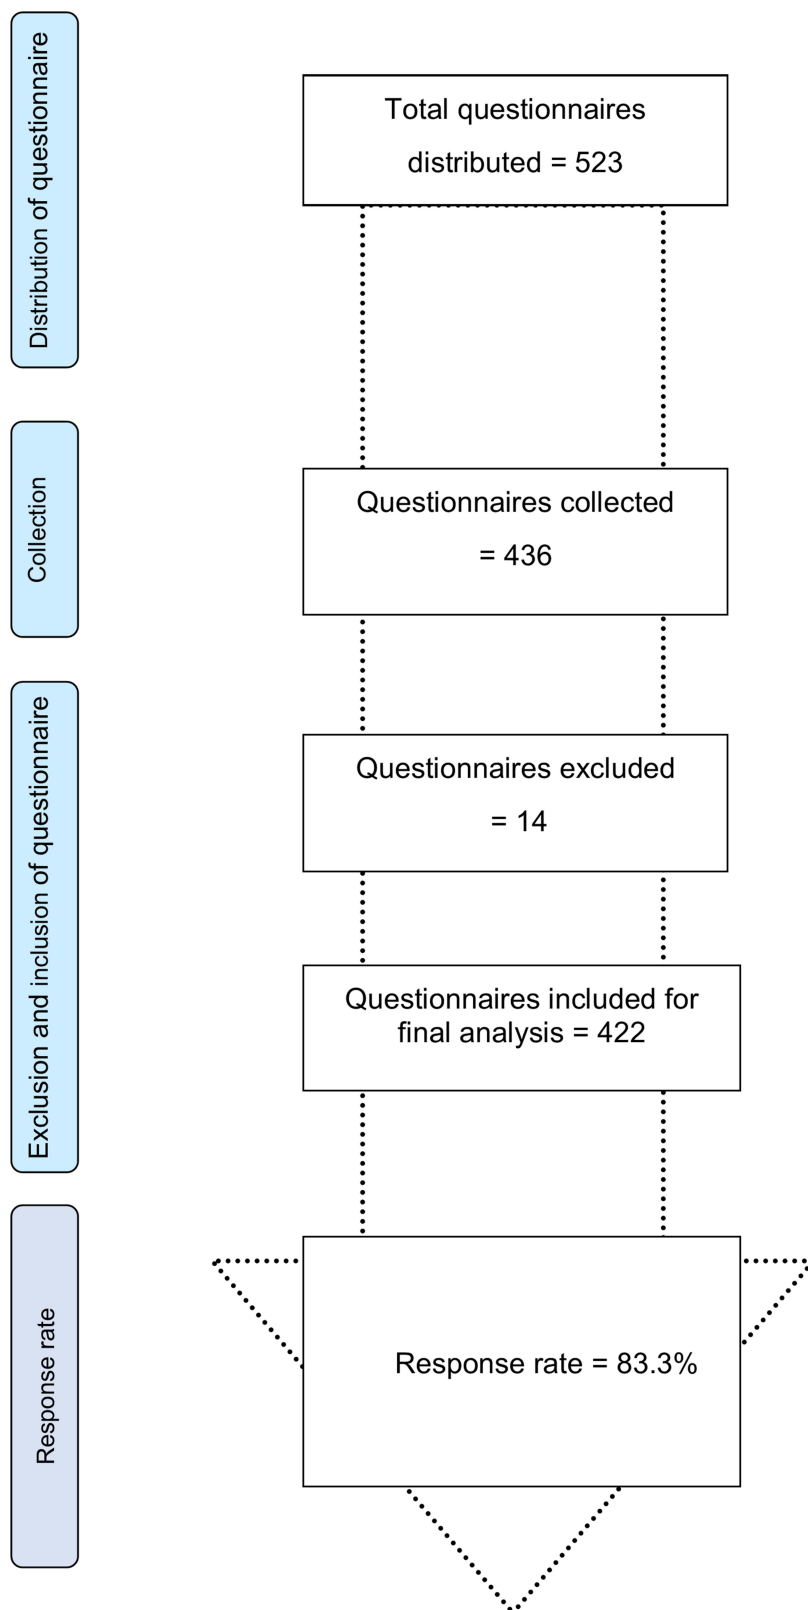 Distribution of questionnaire
Total questionnaires
distributed = 523
Collection
Questionnaires collected
= 436
Exclusion and inclusion of questionnaire
Questionnaires excluded
= 14
Questionnaires included for
final analysis = 422
Response rate
Response rate = 83.3%